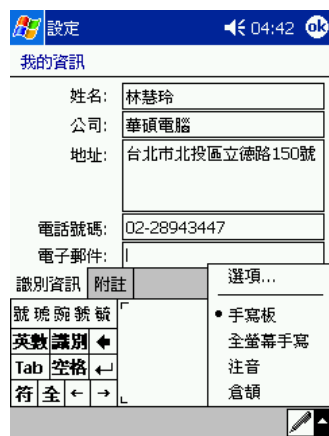 設定 04:42 ok
我的資訊
姓名: 林慧玲
公司: 華碩電腦
地址: 台北市北投區立德路150號
電話號碼: 02-28943447
電子郵件:
識別資訊 附註
選項...
手寫板
全螢幕手寫
注音
倉頡
號 琥 豌 號 毓
英數 識別
Tab 空格
符 全 ← →